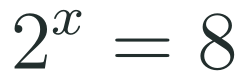 2^x = 8